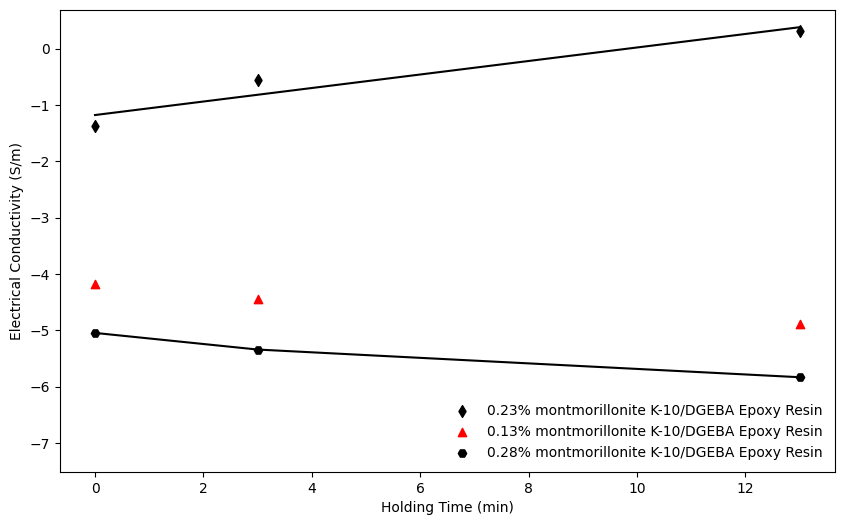 0
−1
−2
−3
−4
−5
−6
−7
Electrical Conductivity (S/m)
0.23% montmorillonite K-10/DGEBA Epoxy Resin
0.13% montmorillonite K-10/DGEBA Epoxy Resin
0.28% montmorillonite K-10/DGEBA Epoxy Resin
0 2 4 6 8 10 12
Holding Time (min)